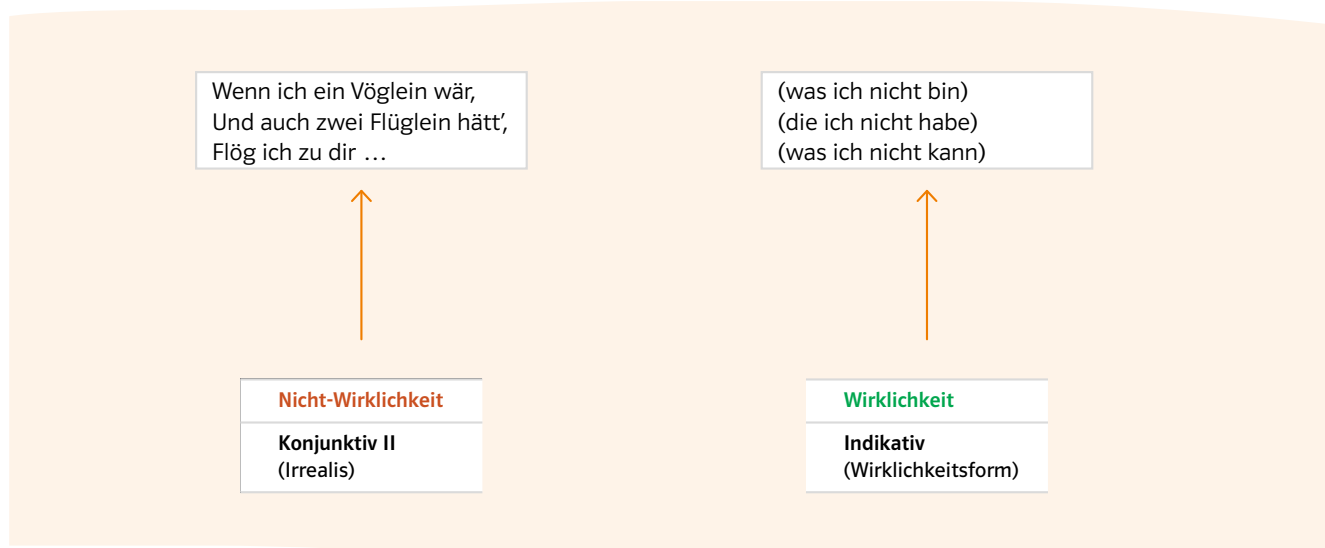 Wenn ich ein Vöglein wär,
Und auch zwei Flüglein hätt’,
Flög ich zu dir …
(was ich nicht bin)
(die ich nicht habe)
(was ich nicht kann)
Nicht-Wirklichkeit
Konjunktiv II
(Irrealis)
Wirklichkeit
Indikativ
(Wirklichkeitsform)